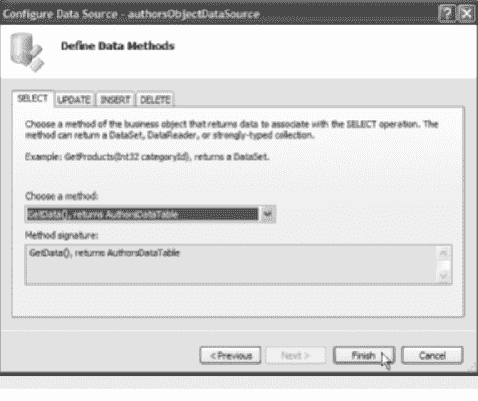 Configure Data Source - authorsObjectDataSource
Define Data Methods
SELECT UPDATE INSERT DELETE
Choose a method of the business object that returns data to associate with the SELECT operation. The
method can return a DataSet, DataReader, or strongly-typed collection.
Example: GetProducts(Int32 categoryId), returns a DataSet.
Choose a method:
GetData(), returns AuthorsDataTable
Method signature:
GetData(), returns AuthorsDataTable
< Previous Next > Finish Cancel